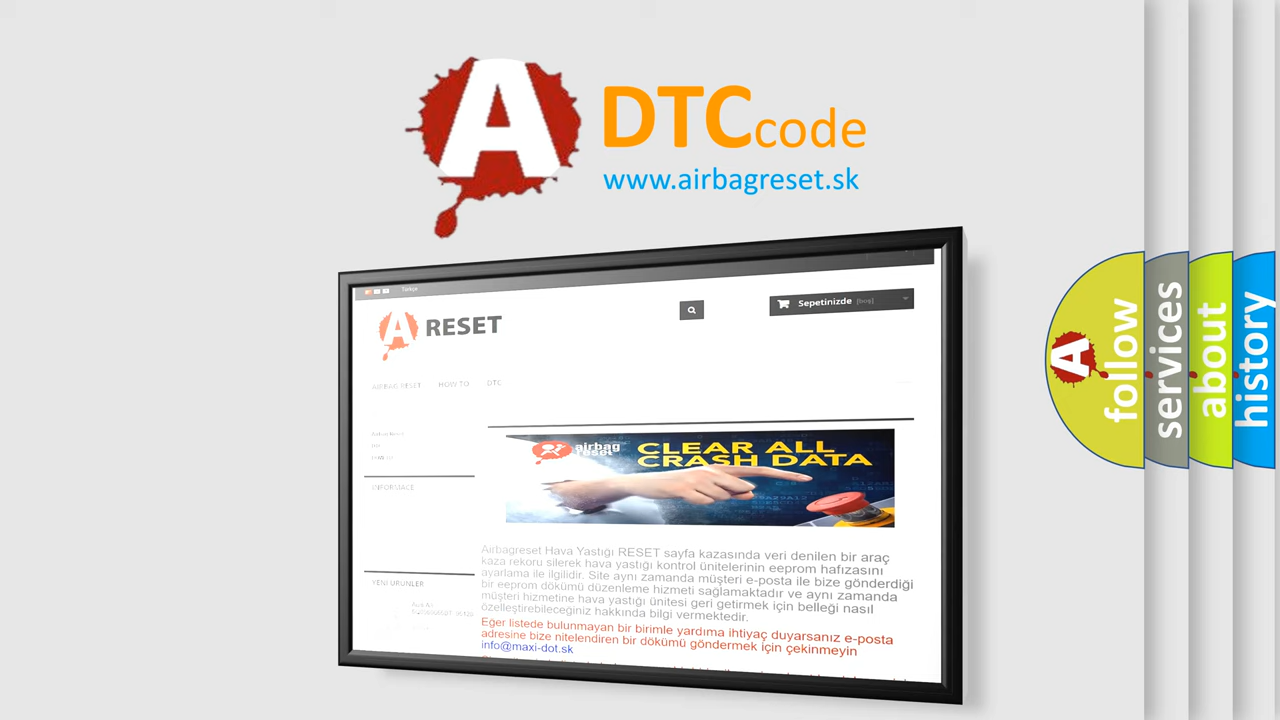 A DTCcode
www.airbagreset.sk
Türkçe
A RESET
Sepetinizde [boş]
AIRBAG RESET HOW TO DTC
INFORMACE
airbag
reset
CLEAR ALL
CRASH DATA
Airbagreset Hava Yastığı RESET sayfa kazasında veri denilen bir araç
kaza rekoru silerek hava yastığı kontrol ünitelerinin eeprom hafızasını
ayarlama ile ilgilidir. Site aynı zamanda müşteri e-posta ile bize gönderdiği
bir eeprom dökümü düzenleme hizmeti sağlamaktadır ve aynı zamanda
müşteri hizmetine hava yastığı ünitesi geri getirmek için belleği nasıl
özelleştirebileceğiniz hakkında bilgi vermektedir.
Eğer listede bulunmayan bir birimle yardıma ihtiyaç duyarsanız e-posta
adresine bize nitelendiren bir dökümü göndermek için çekinmeyin
info@maxi-dot.sk
YENI ÜRÜNLER
A follow
services
about
history